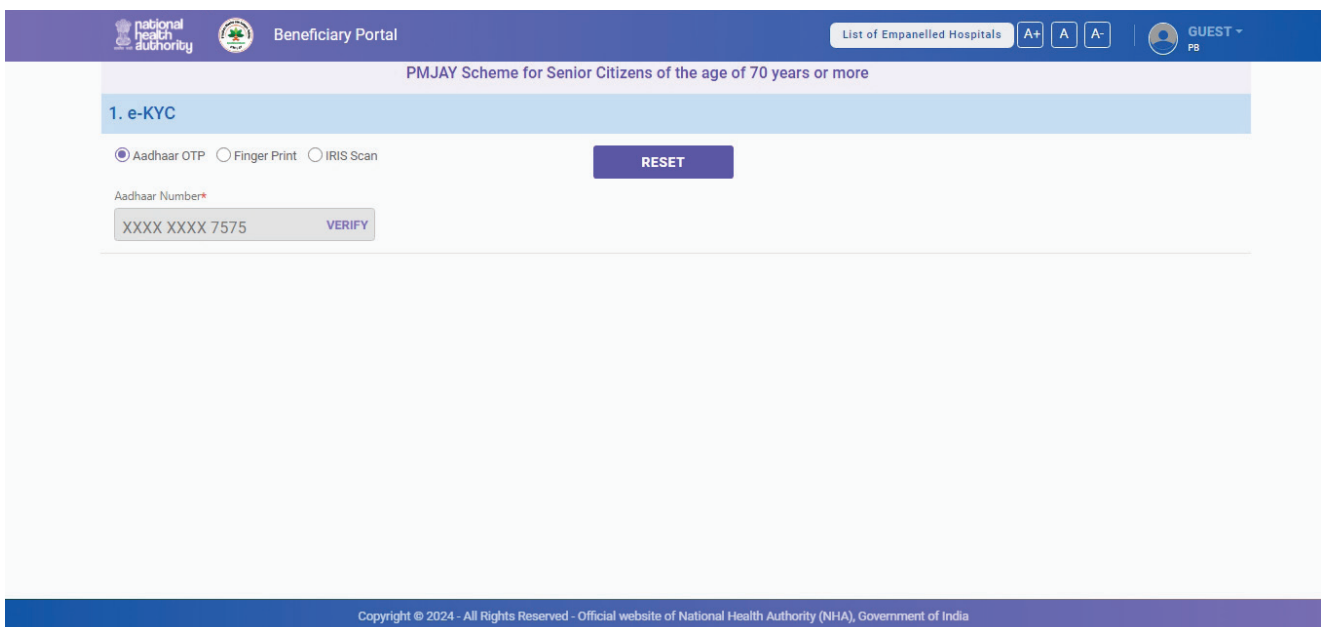 national
health
authority
Beneficiary Portal
List of Empanelled Hospitals
A+
A
A-
GUEST
PB
PMJAY Scheme for Senior Citizens of the age of 70 years or more
1. e-KYC
Aadhaar OTP
Finger Print
IRIS Scan
RESET
Aadhaar Number*
XXXX XXXX 7575
VERIFY
Copyright © 2024 - All Rights Reserved - Official website of National Health Authority (NHA), Government of India